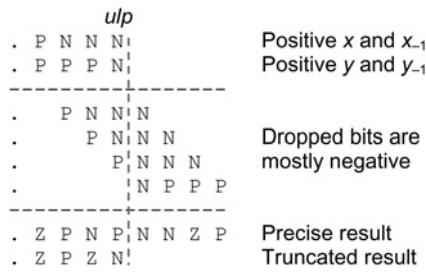 ulp
. P N N N Positive x and x₋₁
. P P P N Positive y and y₋₁
. P N N N
. P N N N Dropped bits are
. P N N N mostly negative
. N P P P
. Z P N P N N Z P Precise result
. Z P Z N Truncated result